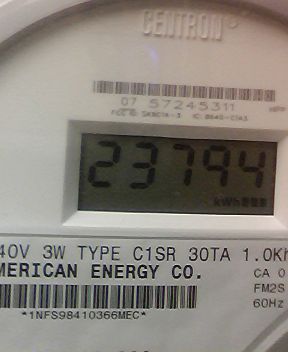 CENTRON®
07 57245311
23794
kWh
40V 3W TYPE C1SR 30TA 1.0Kh
MERICAN ENERGY CO.
CA 0
FM2S
60Hz
*1NFS98410366MEC*